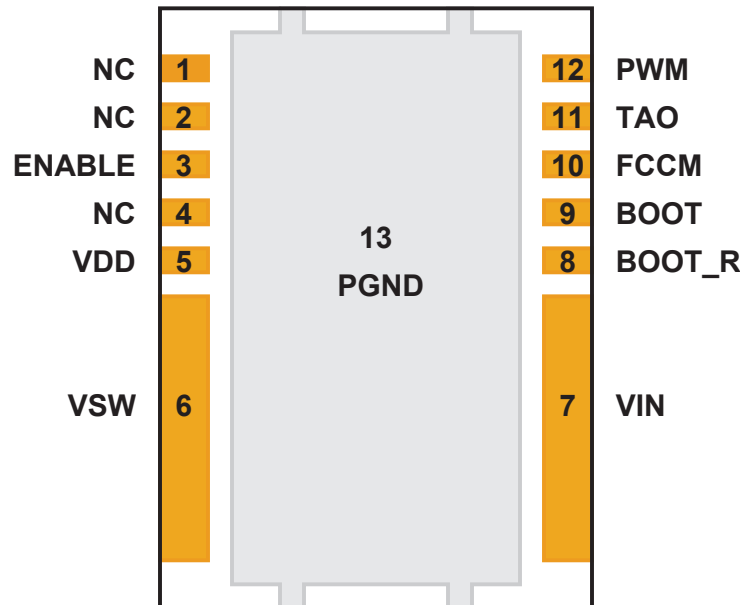 NC 1 12 PWM
NC 2 11 TAO
ENABLE 3 10 FCCM
NC 4 9 BOOT
VDD 5 8 BOOT_R
13
PGND
VSW 6 7 VIN